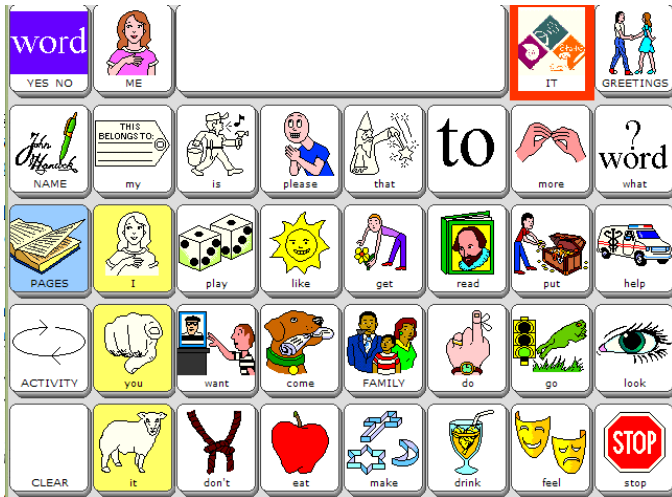 word
YES NO
ME
IT
GREETINGS
John Hancock
NAME
THIS
BELONGS TO:
my
is
please
that
to
more
?
word
what
PAGES
I
play
like
get
read
put
help
ACTIVITY
you
want
come
FAMILY
do
go
look
CLEAR
it
don't
eat
make
drink
feel
STOP
stop